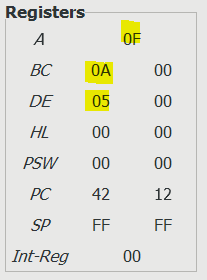 Registers
A 0F
BC 0A 00
DE 05 00
HL 00 00
PSW 00 00
PC 42 12
SP FF FF
Int-Reg 00